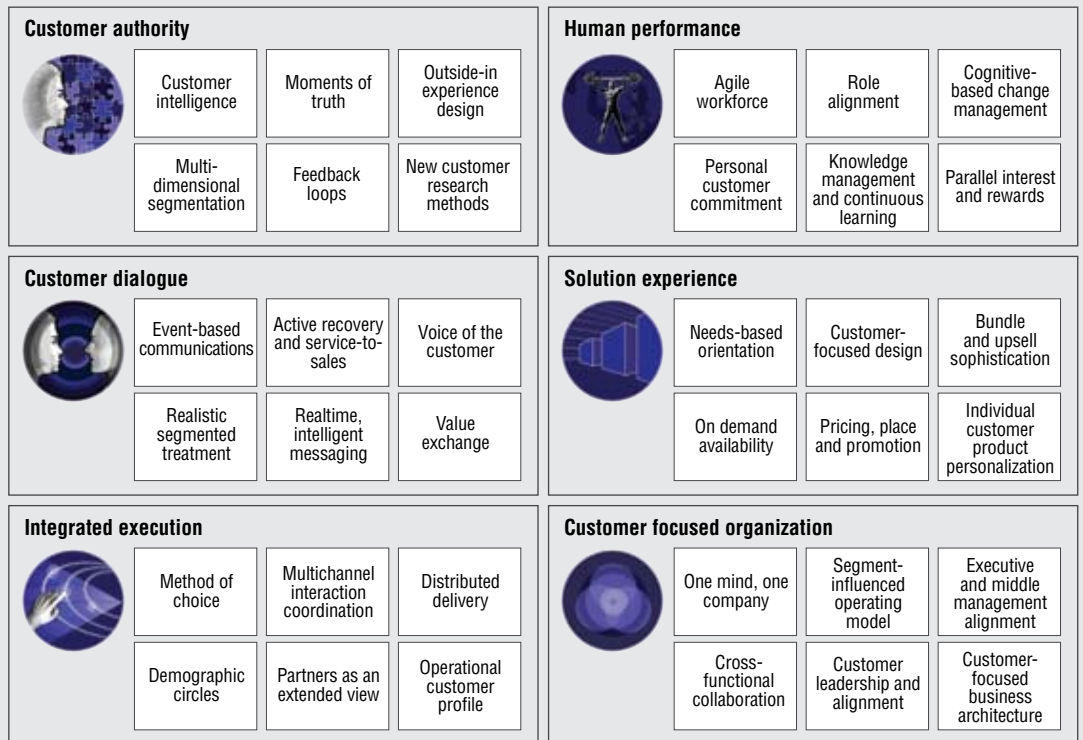 Customer authority
Customer
intelligence
Moments of
truth
Outside-in
experience
design
Multi-
dimensional
segmentation
Feedback
loops
New customer
research
methods
Human performance
Agile
workforce
Role
alignment
Cognitive-
based change
management
Personal
customer
commitment
Knowledge
management
and continuous
learning
Parallel interest
and rewards
Customer dialogue
Event-based
communications
Active recovery
and service-to-
sales
Voice of the
customer
Realistic
segmented
treatment
Realtime,
intelligent
messaging
Value
exchange
Solution experience
Needs-based
orientation
Customer-
focused design
Bundle
and upsell
sophistication
On demand
availability
Pricing, place
and promotion
Individual
customer
product
personalization
Integrated execution
Method of
choice
Multichannel
interaction
coordination
Distributed
delivery
Demographic
circles
Partners as an
extended view
Operational
customer
profile
Customer focused organization
One mind, one
company
Segment-
influenced
operating
model
Executive
and middle
management
alignment
Cross-
functional
collaboration
Customer
leadership and
alignment
Customer-
focused
business
architecture